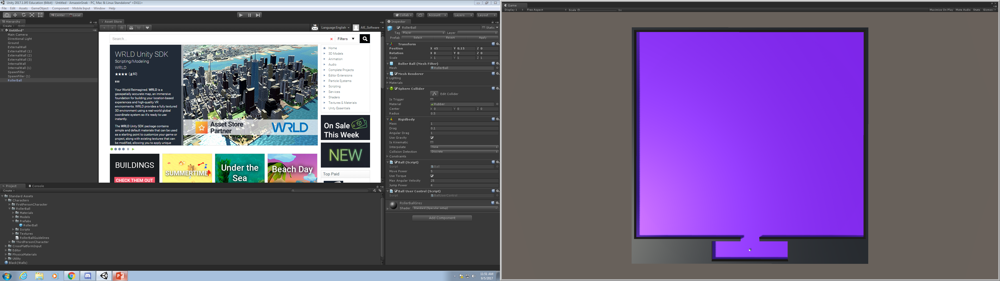 Unity 2017.1.0f3 Education (64bit) - Untitled - AmazeinSnek - PC, Mac & Linux Standalone* <DX11>
File Edit Assets GameObject Component Mobile Input Window Help
Center Local
Collab Account Layers Layout
Hierarchy
Create All
Untitled*
Main Camera
Directional Light
Ground
ExternalWall
ExternalWall (1)
ExternalWall (2)
ExternalWall (3)
InternalWall
InternalWall (1)
SpawnFiller
SpawnFiller (1)
RollerBall
Asset Store
10
Language:English
AIE_Software
Search...
Filters
WRLD Unity SDK
Scripting/Modeling
WRLD
(60)
Your World Reimagined. WRLD is a
geospatially accurate map, an immersive
foundation for building your location-based
experiences and high-quality VR
environments. WRLD provides a fully textured
3D environment using a real-world global
coordinate system so it's ready to use
instantly.
The WRLD Unity SDK package contains
simple and default materials that can be used
as a starting point to customize your game or
project, along with existing textures that can
be modified, allowing you to apply unique
Asset Store
Partner
WRLD
Home
3D Models
Animation
Audio
Complete Projects
Editor Extensions
Particle Systems
Scripting
Services
Shaders
Textures & Materials
Unity Essentials
On Sale
This Week
NEW
Top Paid
BUILDINGS
CHECK THEM OUT
SUMMERTIME
Under the
Sea
Beach Day
Project Console
Create
Standard Assets
Characters
FirstPersonCharacter
RollerBall
Materials
Models
Prefabs
RollerBall
Scripts
Textures
RollerBallGuidelines
ThirdPersonCharacter
CrossPlatformInput
Editor
PhysicsMaterials
Utility
Black(Walls)
Inspector
RollerBall Static
Tag Player Layer
Prefab Select Revert Apply
Transform
Position X 45 Y 0.15 Z 0
Rotation X 0 Y 0 Z 0
Scale X 1 Y 1 Z 1
Roller Ball (Mesh Filter)
Mesh RollerBall
Mesh Renderer
Lighting
Materials
Sphere Collider
Edit Collider
Is Trigger
Material Rubber
Center X 0 Y 0 Z 0
Radius 0.5
Rigidbody
Mass 1
Drag 0.1
Angular Drag 1
Use Gravity
Is Kinematic
Interpolate None
Collision Detection Discrete
Constraints
Ball (Script)
Script Ball
Move Power 5
Use Torque
Max Angular Velocity 25
Jump Power 4
Ball User Control (Script)
Script BallUserControl
RollerBallGrey
Shader Standard (Specular setup)
Add Component
11:51 AM
9/5/2017
Game
Display 1 Free Aspect Scale 1x
Maximize On Play Mute Audio Stats Gizmos